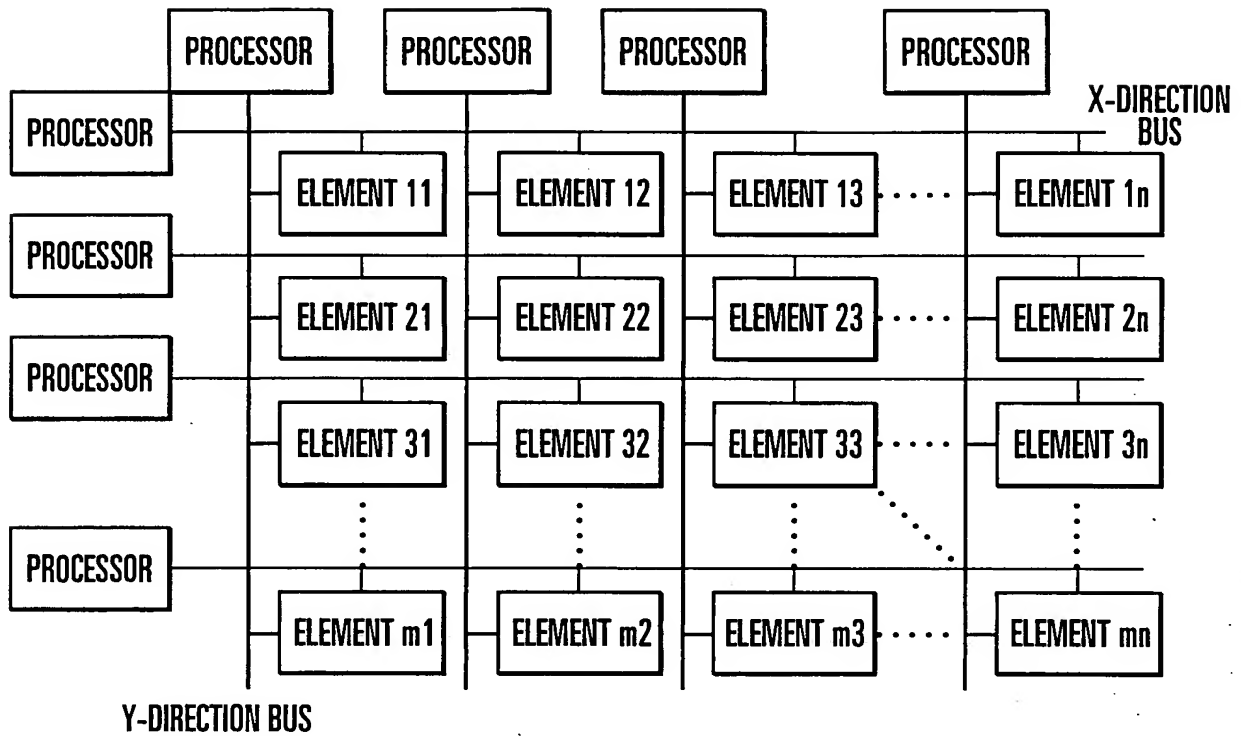 PROCESSOR PROCESSOR PROCESSOR PROCESSOR
X-DIRECTION
BUS
PROCESSOR
ELEMENT 11 ELEMENT 12 ELEMENT 13 ELEMENT 1n
PROCESSOR
ELEMENT 21 ELEMENT 22 ELEMENT 23 ELEMENT 2n
PROCESSOR
ELEMENT 31 ELEMENT 32 ELEMENT 33 ELEMENT 3n
PROCESSOR
ELEMENT m1 ELEMENT m2 ELEMENT m3 ELEMENT mn
Y-DIRECTION BUS